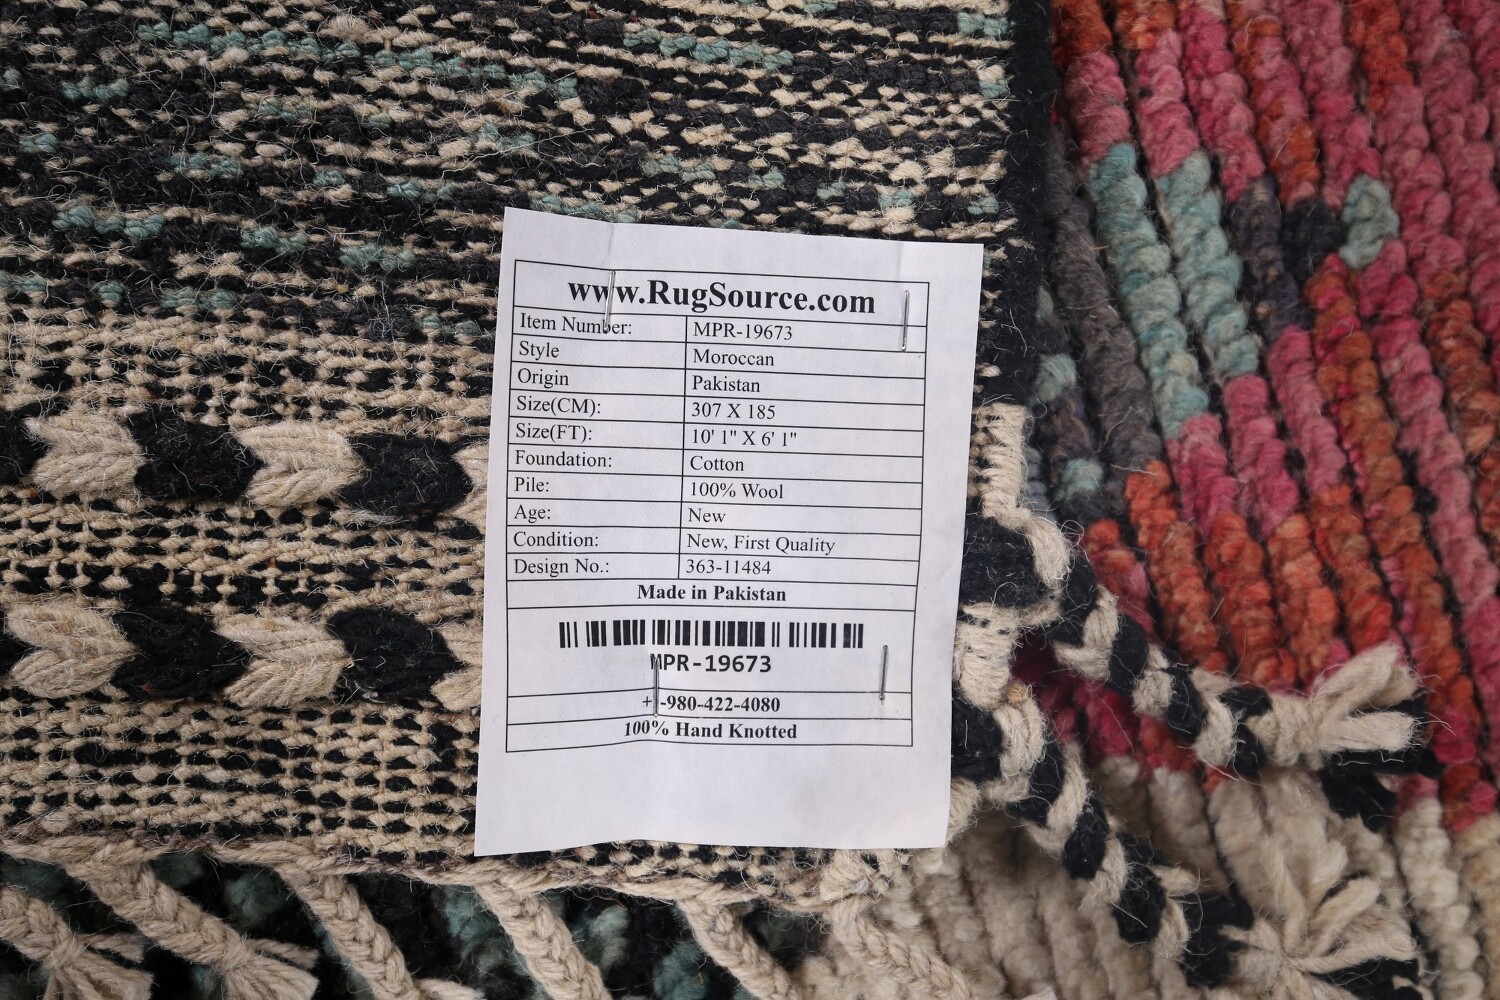 www.RugSource.com
Item Number: MPR-19673
Style Moroccan
Origin Pakistan
Size(CM): 307 X 185
Size(FT): 10' 1" X 6' 1"
Foundation: Cotton
Pile: 100% Wool
Age: New
Condition: New, First Quality
Design No.: 363-11484
Made in Pakistan
MPR-19673
+1-980-422-4080
100% Hand Knotted